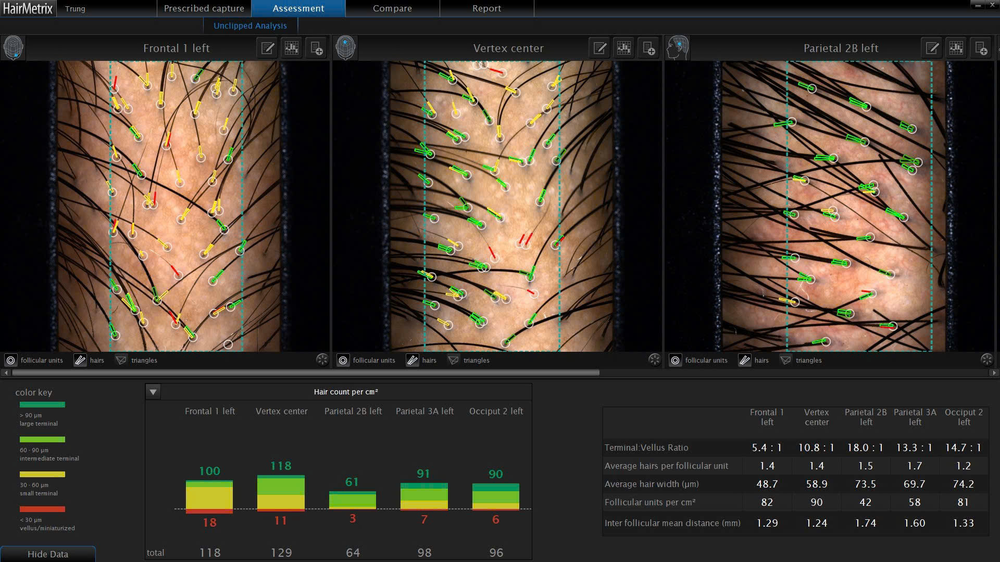 HairMetrix Trung Prescribed capture Assessment Compare Report
Unclipped Analysis
Frontal 1 left Vertex center Parietal 2B left
follicular units hairs triangles follicular units hairs triangles follicular units hairs triangles
color key
> 90 µm
large terminal
60 - 90 µm
intermediate terminal
30 - 60 µm
small terminal
< 30 µm
vellus/miniaturized
Hide Data
Hair count per cm²
Frontal 1 left Vertex center Parietal 2B left Parietal 3A left Occiput 2 left
100 118 61 91 90
18 11 3 7 6
total 118 129 64 98 96
Frontal 1 Vertex Parietal 2B Parietal 3A Occiput 2
left center left left left
Terminal:Vellus Ratio 5.4 : 1 10.8 : 1 18.0 : 1 13.3 : 1 14.7 : 1
Average hairs per follicular unit 1.4 1.4 1.5 1.7 1.2
Average hair width (µm) 48.7 58.9 73.5 69.7 74.2
Follicular units per cm² 82 90 42 58 81
Inter follicular mean distance (mm) 1.29 1.24 1.74 1.60 1.33